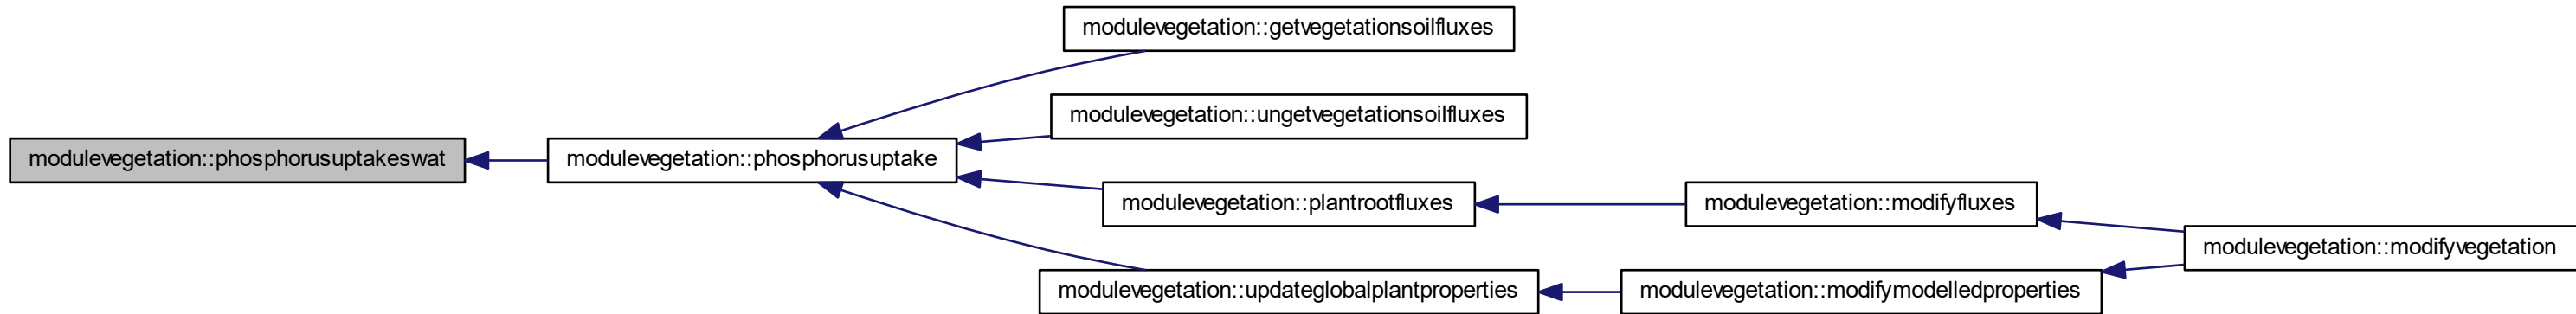 modulevegetation::getvegetationsoilfluxes
modulevegetation::ungetvegetationsoilfluxes
modulevegetation::phosphorusuptakeswat
modulevegetation::phosphorusuptake
modulevegetation::plantrootfluxes
modulevegetation::modifyfluxes
modulevegetation::modifyvegetation
modulevegetation::updateglobalplantproperties
modulevegetation::modifymodelledproperties